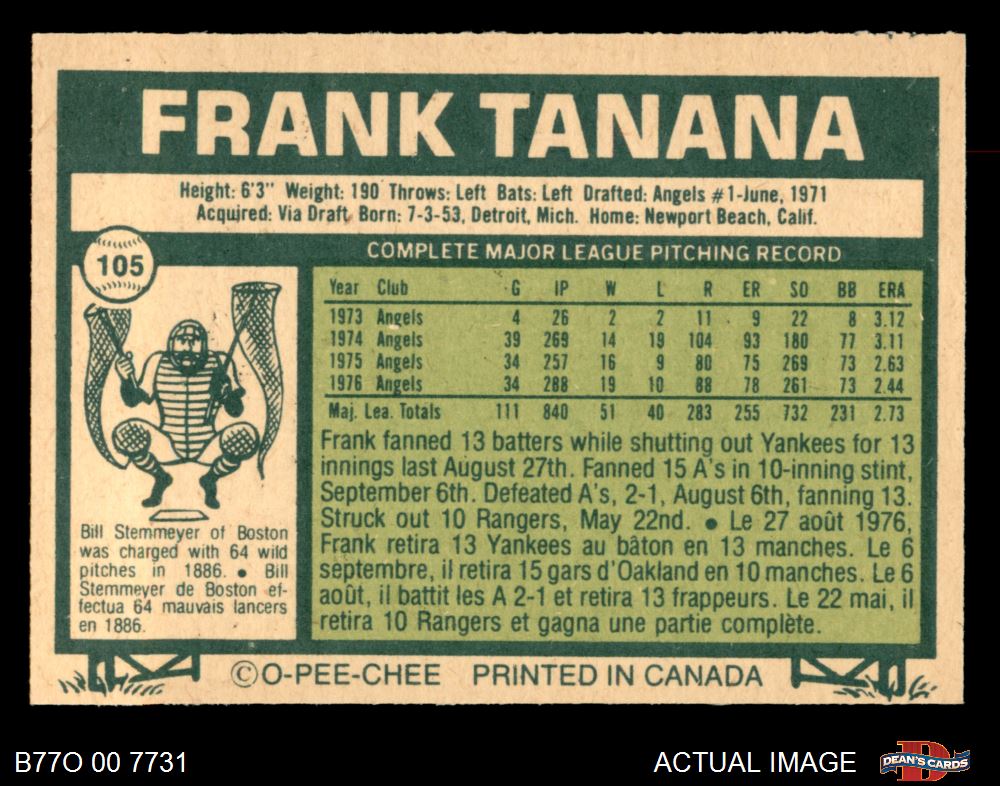 FRANK TANANA
Height: 6'3" Weight: 190 Throws: Left Bats: Left Drafted: Angels #1-June, 1971
Acquired: Via Draft Born: 7-3-53, Detroit, Mich. Home: Newport Beach, Calif.
105
COMPLETE MAJOR LEAGUE PITCHING RECORD
Year Club G IP W L R ER SO BB ERA
1973 Angels 4 26 2 2 11 9 22 8 3.12
1974 Angels 39 269 14 19 104 93 180 77 3.11
1975 Angels 34 257 16 9 80 75 269 73 2.63
1976 Angels 34 288 19 10 88 78 261 73 2.44
Maj. Lea. Totals 111 840 51 40 283 255 732 231 2.73
Frank fanned 13 batters while shutting out Yankees for 13
innings last August 27th. Fanned 15 A's in 10-inning stint,
September 6th. Defeated A's, 2-1, August 6th, fanning 13.
Struck out 10 Rangers, May 22nd. • Le 27 août 1976,
Frank retira 13 Yankees au bâton en 13 manches. Le 6
septembre, il retira 15 gars d'Oakland en 10 manches. Le 6
août, il battit les A 2-1 et retira 13 frappeurs. Le 22 mai, il
retira 10 Rangers et gagna une partie complète.
Bill Stemmeyer of Boston
was charged with 64 wild
pitches in 1886. • Bill
Stemmeyer de Boston ef-
fectua 64 mauvais lancers
en 1886.
©O-PEE-CHEE PRINTED IN CANADA
B77O 00 7731
ACTUAL IMAGE
D
DEAN'S CARDS